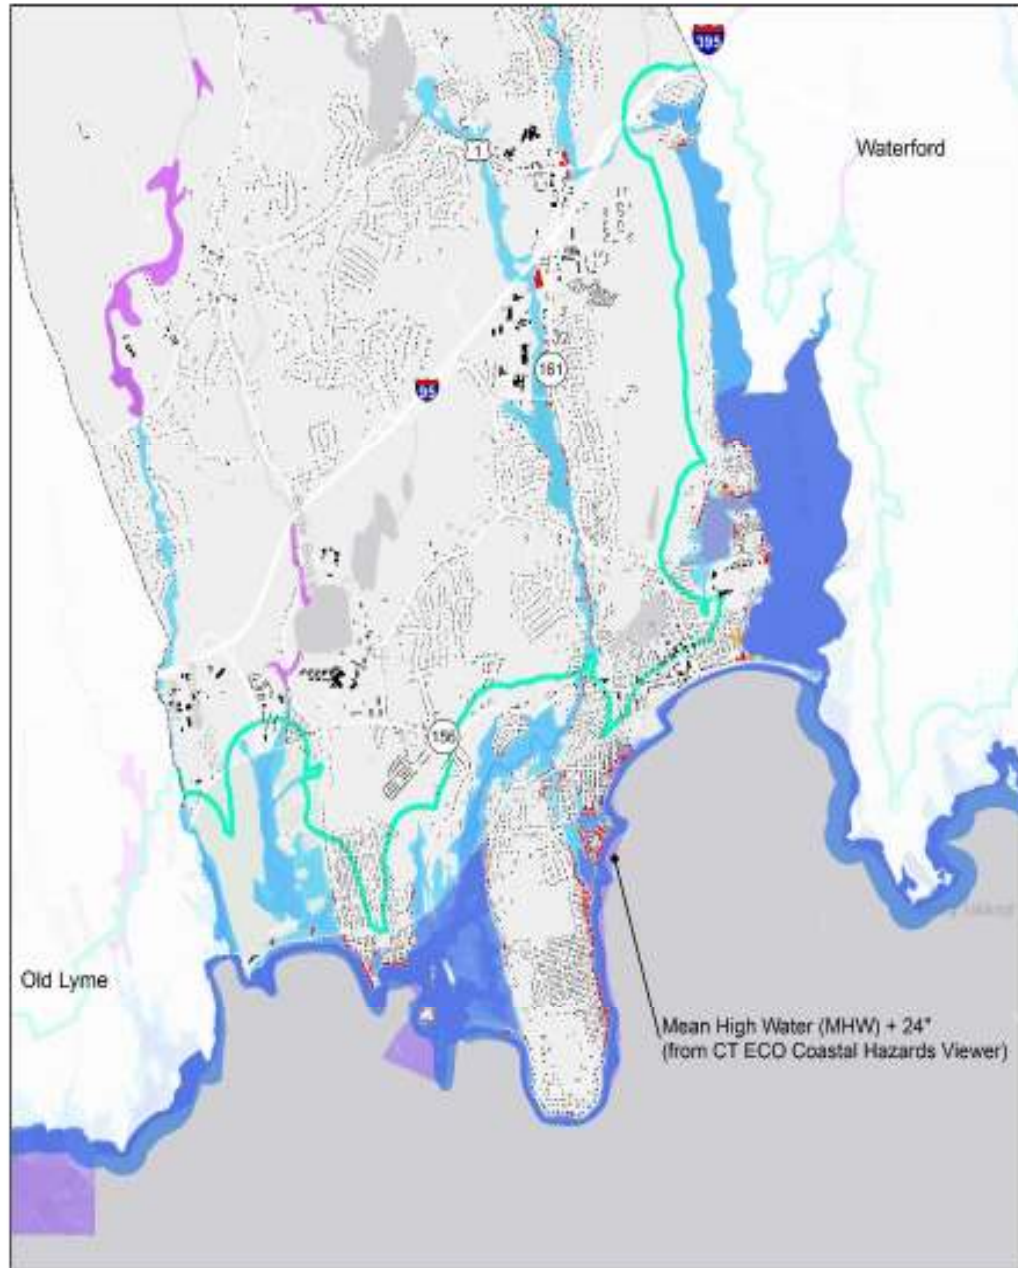 395
Waterford
1
161
95
156
Old Lyme
Mean High Water (MHW) + 24"
(from CT ECO Coastal Hazards Viewer)